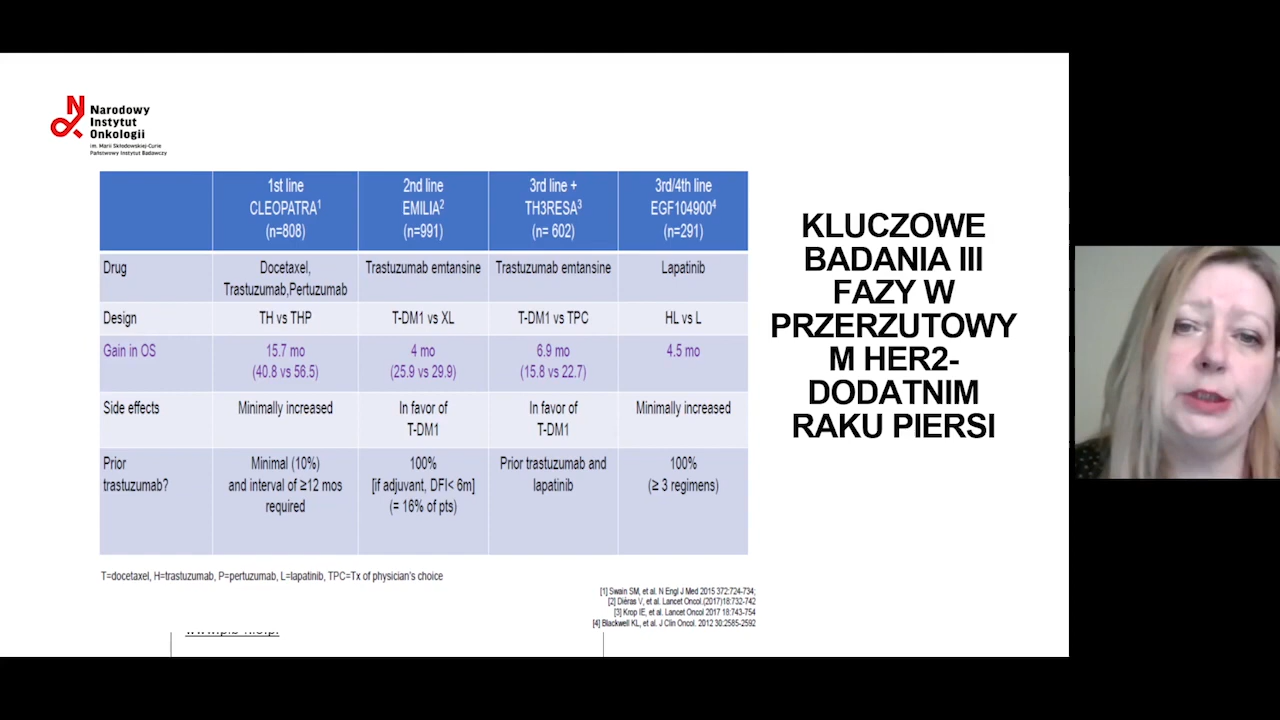 N
Narodowy
Instytut
Onkologii
im. Marii Skłodowskiej-Curie
Państwowy Instytut Badawczy
1st line
CLEOPATRA1
(n=808)
2nd line
EMILIA2
(n=991)
3rd line +
TH3RESA3
(n= 602)
3rd/4th line
EGF1049004
(n=291)
Drug
Docetaxel,
Trastuzumab,Pertuzumab
Trastuzumab emtansine
Trastuzumab emtansine
Lapatinib
Design
TH vs THP
T-DM1 vs XL
T-DM1 vs TPC
HL vs L
Gain in OS
15.7 mo
(40.8 vs 56.5)
4 mo
(25.9 vs 29.9)
6.9 mo
(15.8 vs 22.7)
4.5 mo
Side effects
Minimally increased
In favor of
T-DM1
In favor of
T-DM1
Minimally increased
Prior
trastuzumab?
Minimal (10%)
and interval of ≥12 mos
required
100%
[if adjuvant, DFI< 6m]
(= 16% of pts)
Prior trastuzumab and
lapatinib
100%
(≥ 3 regimens)
T=docetaxel, H=trastuzumab, P=pertuzumab, L=lapatinib, TPC=Tx of physician's choice
[1] Swain SM, et al. N Engl J Med 2015 372:724-734;
[2] Diéras V, et al. Lancet Oncol.(2017)18:732-742
[3] Krop IE, et al. Lancet Oncol 2017 18:743-754
[4] Blackwell KL, et al. J Clin Oncol. 2012 30:2585-2592
KLUCZOWE
BADANIA III
FAZY W
PRZERZUTOWY
M HER2-
DODATNIM
RAKU PIERSI